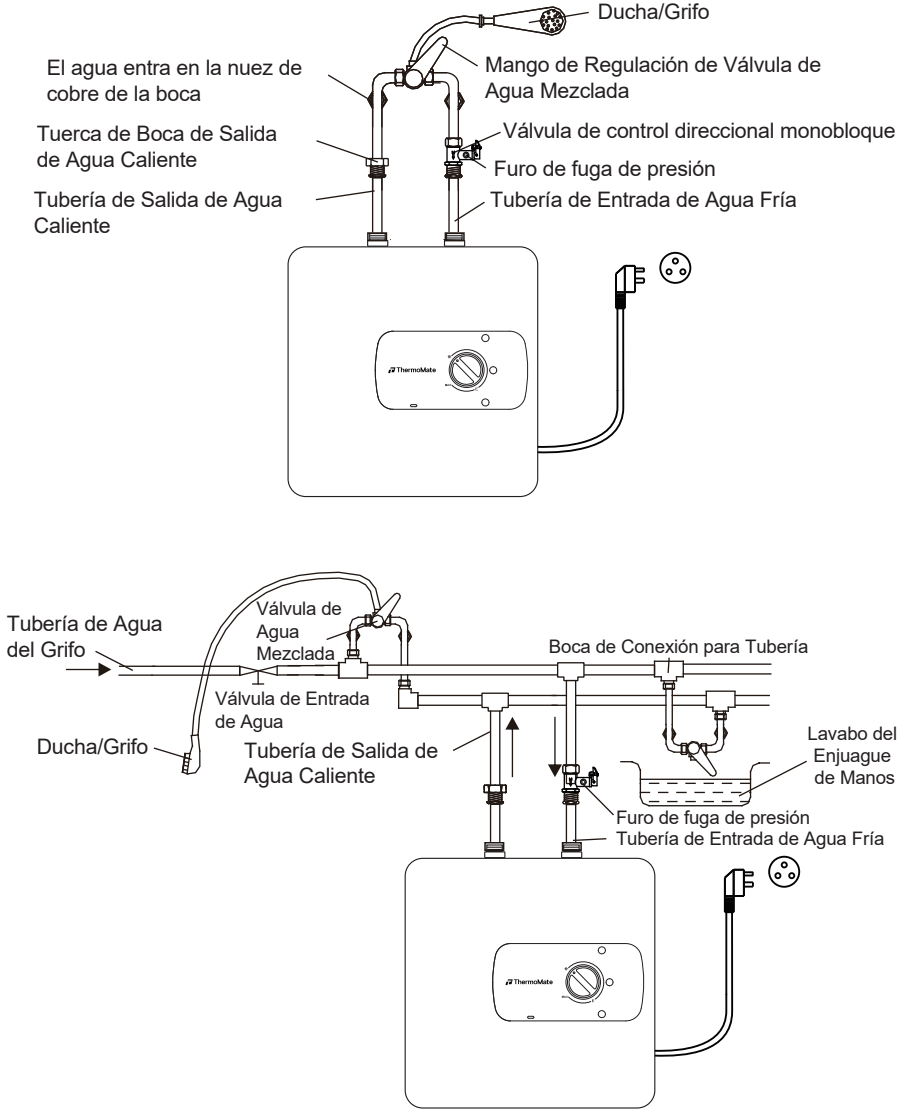 Ducha/Grifo
El agua entra en la nuez de
cobre de la boca
Mango de Regulación de Válvula de
Agua Mezclada
Tuerca de Boca de Salida
de Agua Caliente
Válvula de control direccional monobloque
Furo de fuga de presión
Tubería de Salida de Agua
Caliente
Tubería de Entrada de Agua Fría
ThermoMate
Tubería de Agua
del Grifo
Válvula de
Agua
Mezclada
Boca de Conexión para Tubería
Válvula de Entrada
de Agua
Ducha/Grifo
Tubería de Salida de
Agua Caliente
Lavabo del
Enjuague
de Manos
Furo de fuga de presión
Tubería de Entrada de Agua Fría
ThermoMate